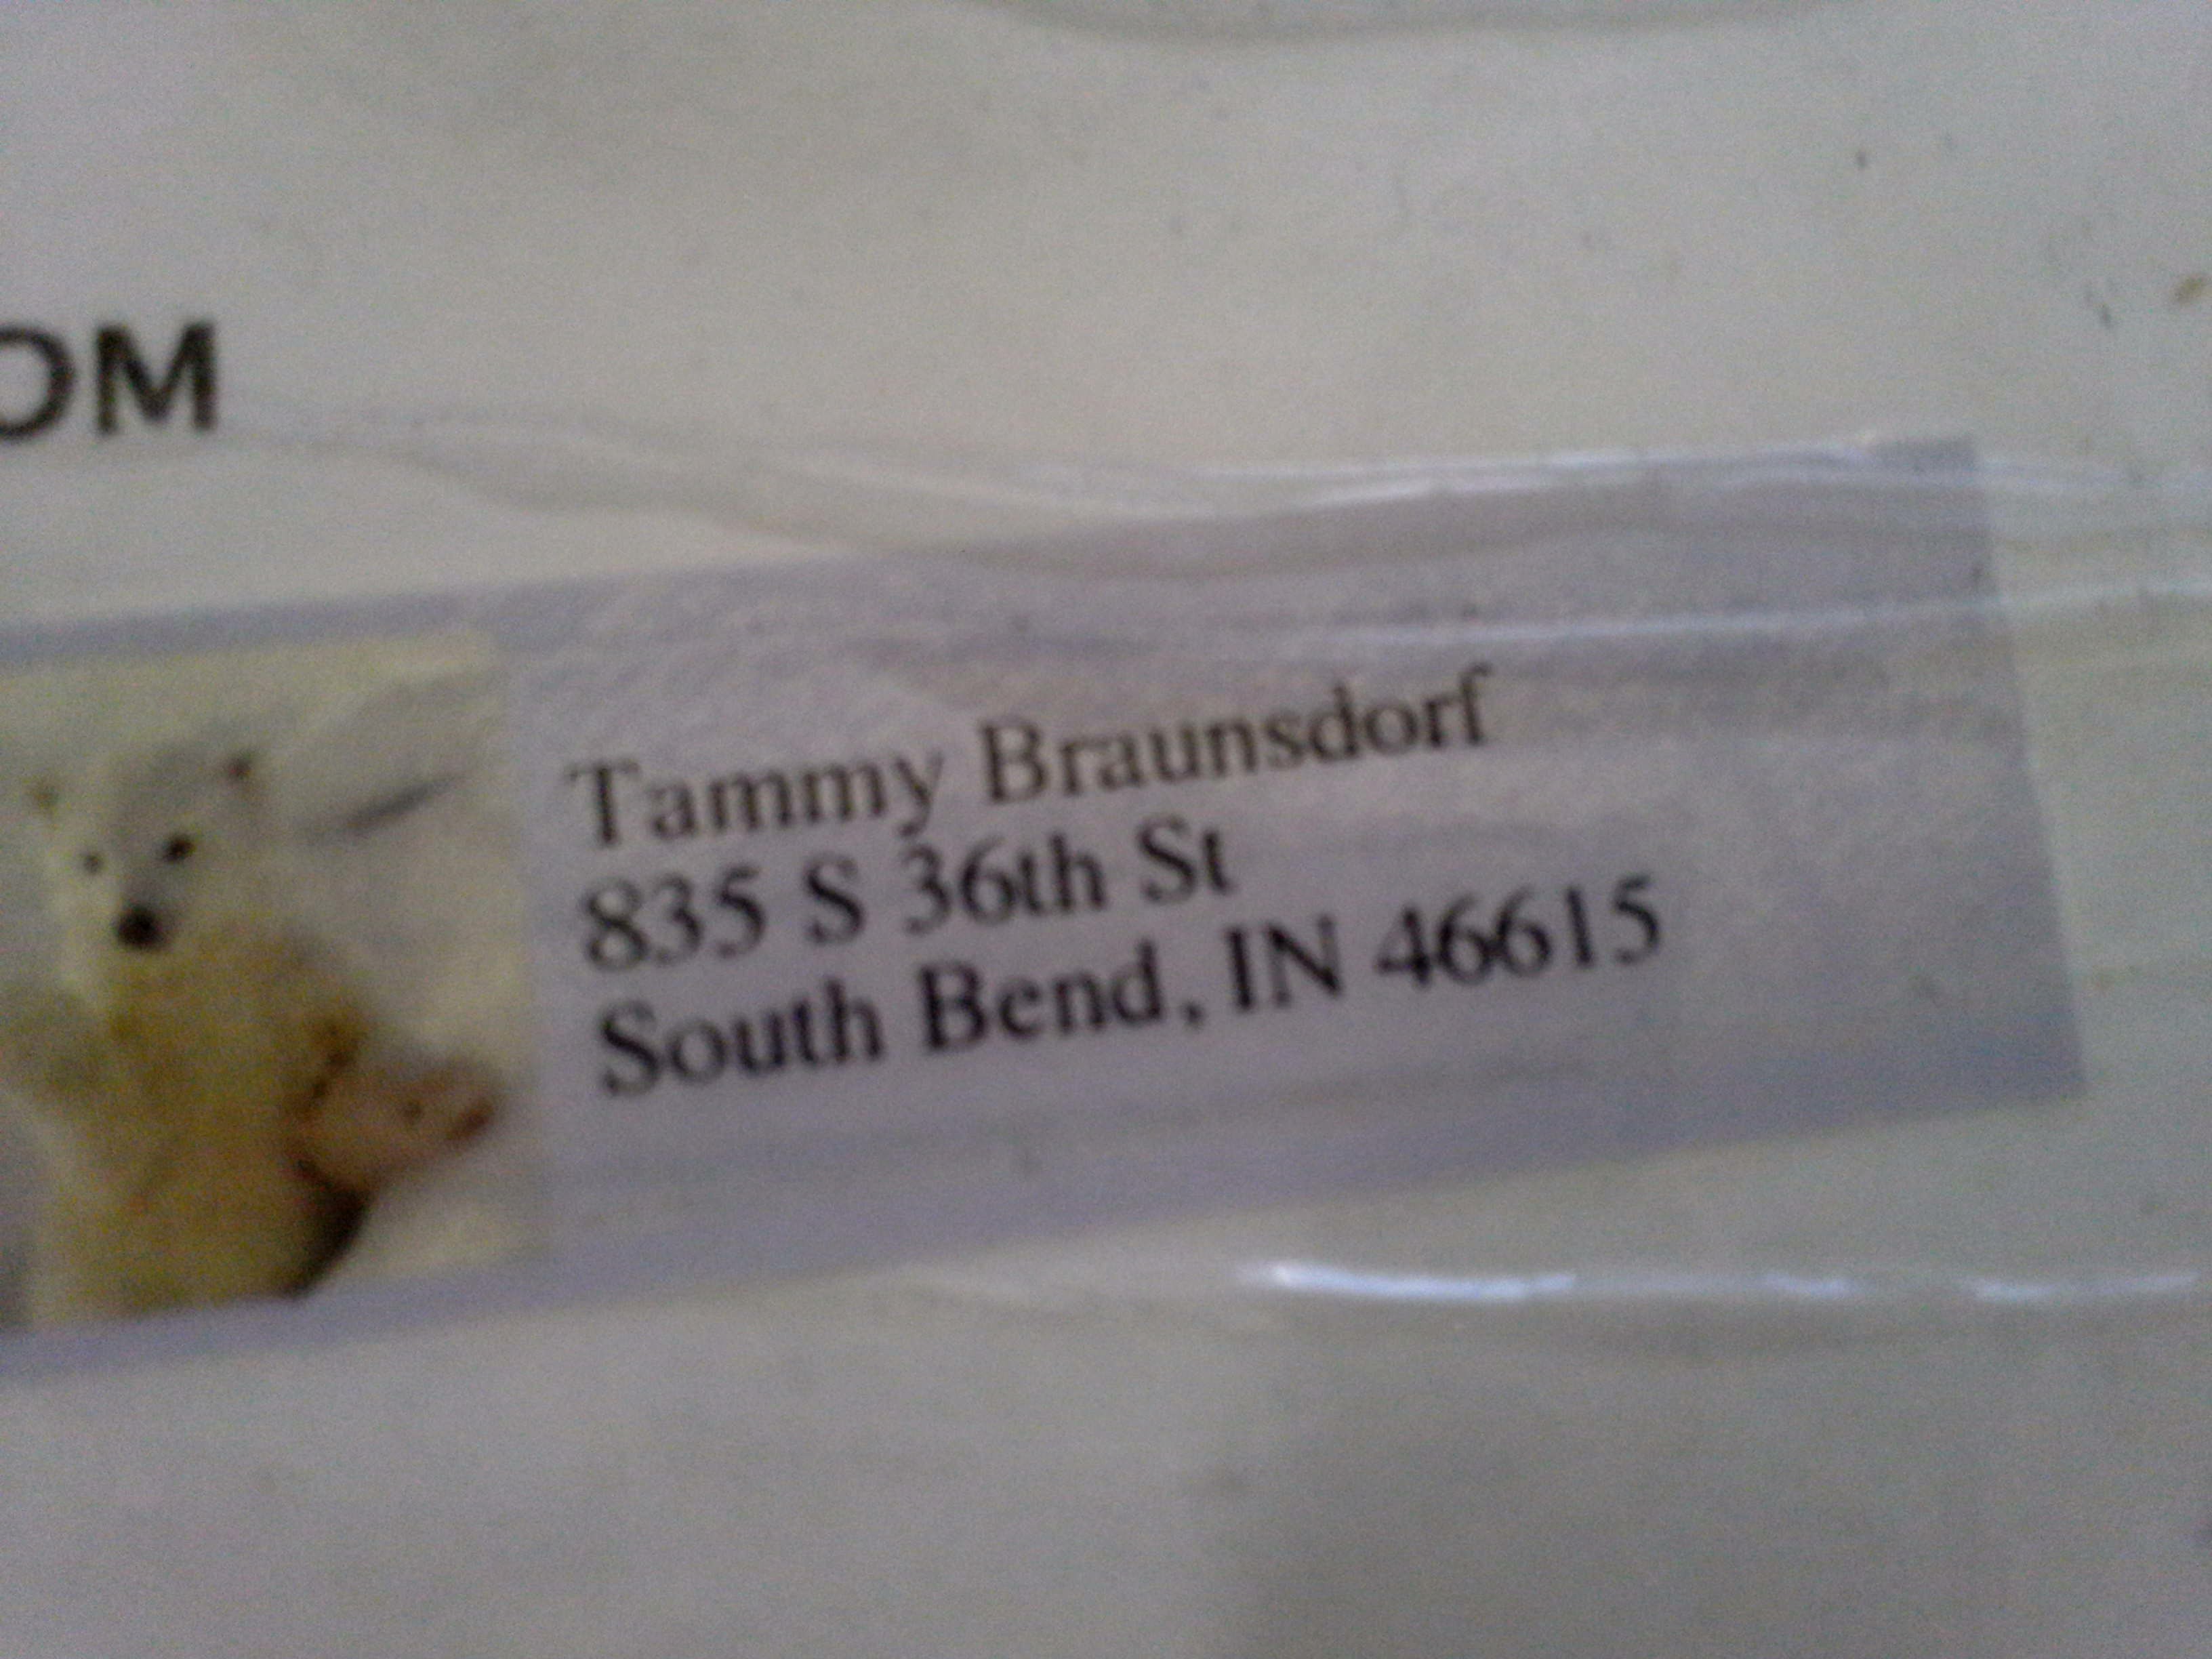 OM
Tammy Braunsdorf
835 S 36th St
South Bend, IN 46615